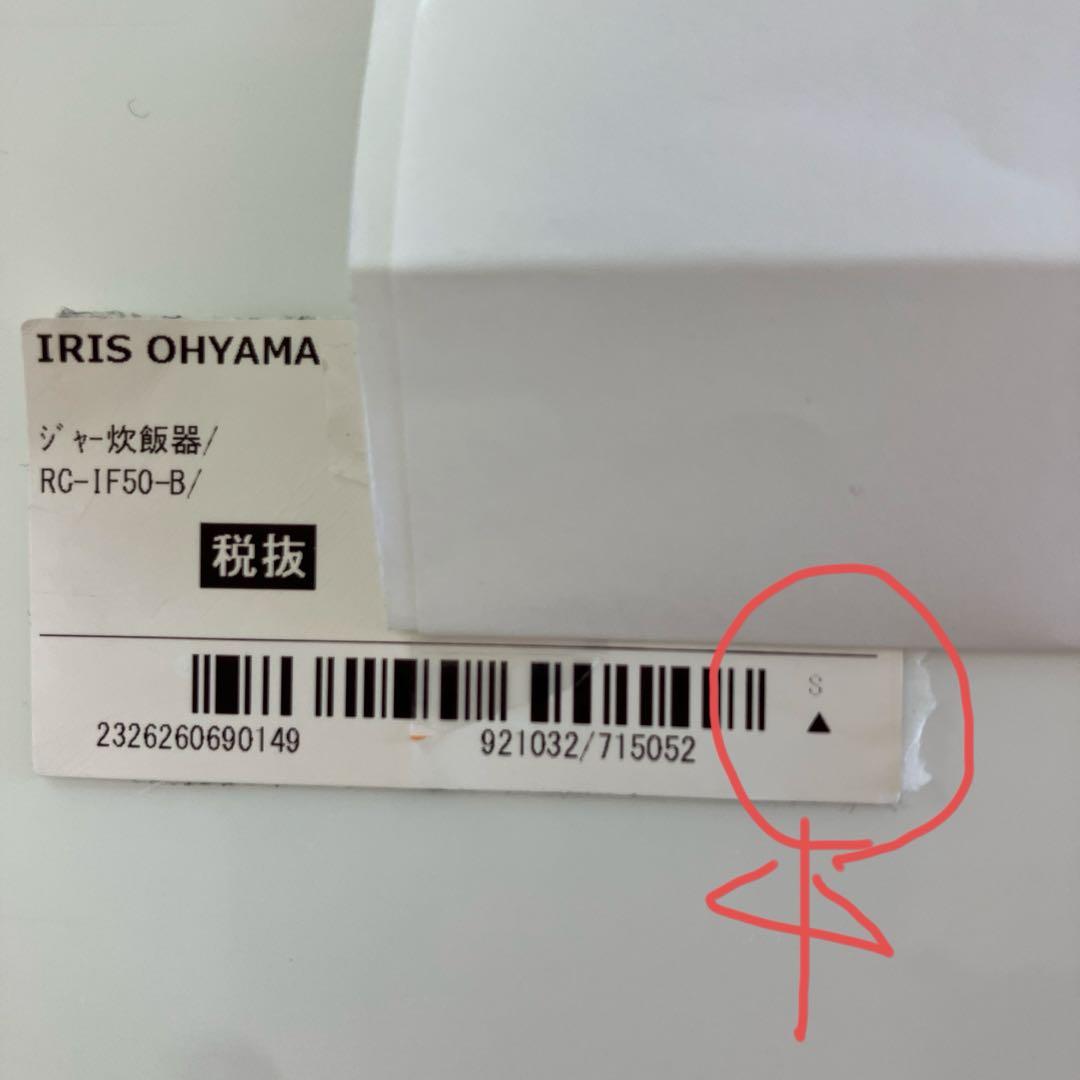 IRIS OHYAMA
ｼﾞｬｰ炊飯器/
RC-IF50-B/
税抜
S
▲
2326260690149
921032/715052